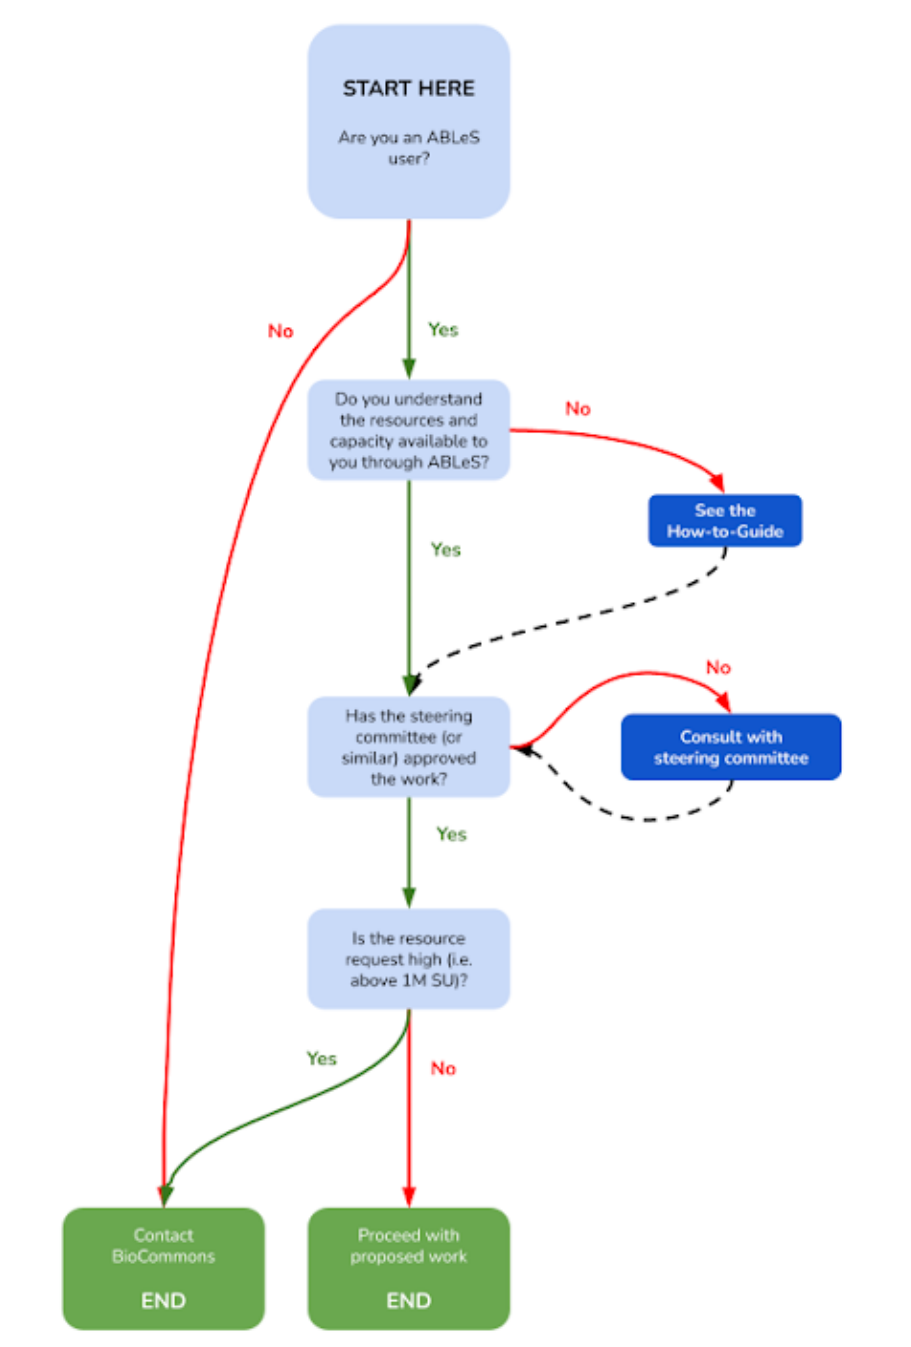 START HERE
Are you an ABLeS
user?
No
Yes
Do you understand
the resources and
capacity available to
you through ABLeS?
No
See the
How-to-Guide
Yes
Has the steering
committee (or
similar) approved
the work?
No
Consult with
steering committee
Yes
Is the resource
request high (i.e.
above 1M SU)?
Yes
No
Contact
BioCommons
END
Proceed with
proposed work
END